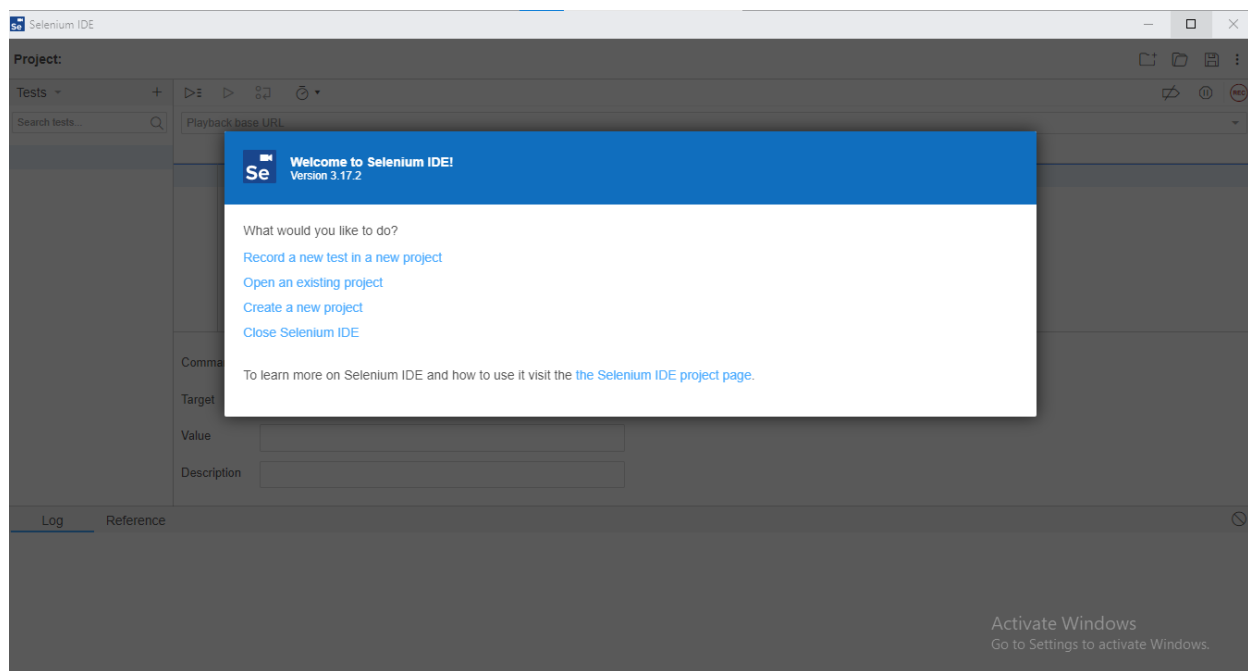 Se Selenium IDE
Project:
Tests
Search tests...
Playback base URL
REC
Se
Welcome to Selenium IDE!
Version 3.17.2
What would you like to do?
Record a new test in a new project
Open an existing project
Create a new project
Close Selenium IDE
To learn more on Selenium IDE and how to use it visit the the Selenium IDE project page.
Comma
Target
Value
Description
Log Reference
Activate Windows
Go to Settings to activate Windows.